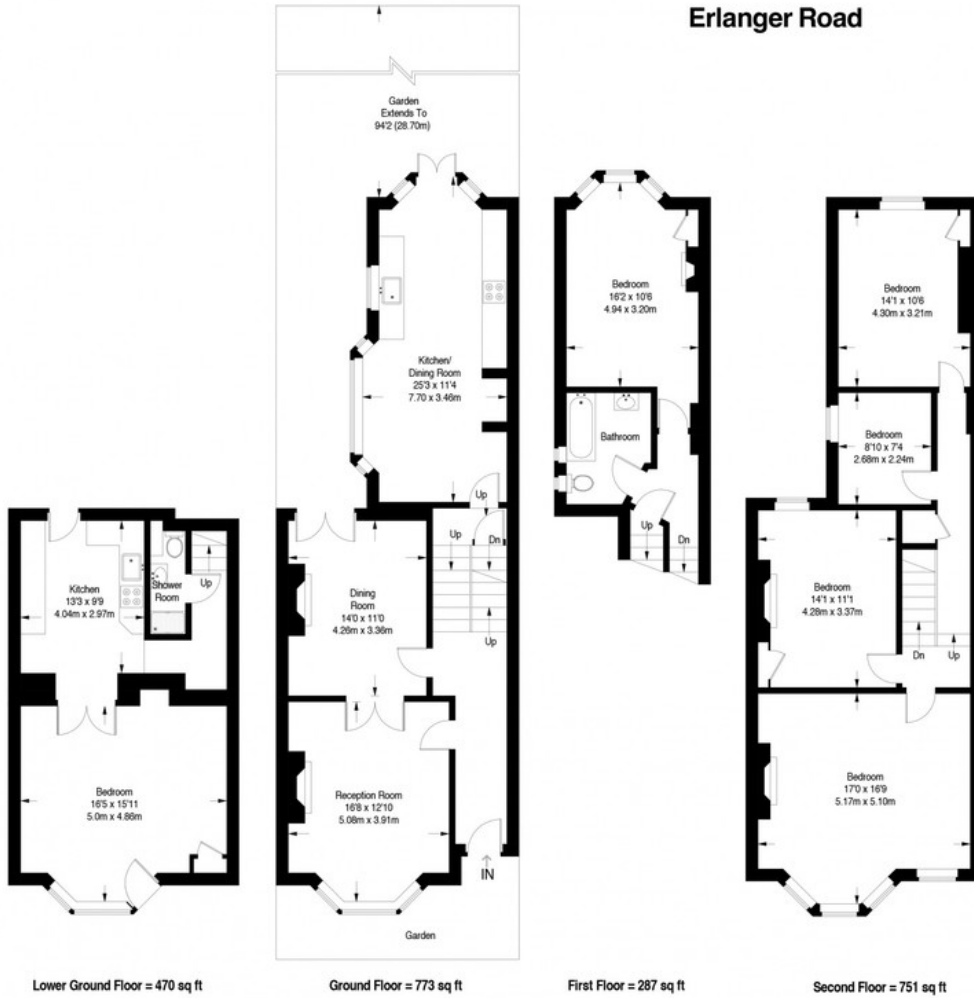 Erlanger Road
Garden
Extends To
94'2 (28.70m)
Kitchen/
Dining Room
25'3 x 11'4
7.70 x 3.46m
Up
Up
Dn
Up
Dining
Room
14'0 x 11'0
4.26m x 3.36m
Reception Room
16'8 x 12'10
5.08m x 3.91m
IN
Garden
Kitchen
13'3 x 9'9
4.04m x 2.97m
Shower
Room
Up
Bedroom
16'5 x 15'11
5.0m x 4.86m
Bedroom
16'2 x 10'6
4.94 x 3.20m
Bathroom
Up
Dn
Bedroom
14'1 x 10'6
4.30m x 3.21m
Bedroom
8'10 x 7'4
2.68m x 2.24m
Bedroom
14'1 x 11'1
4.28m x 3.37m
Dn
Up
Bedroom
17'0 x 16'9
5.17m x 5.10m
Lower Ground Floor = 470 sq ft
Ground Floor = 773 sq ft
First Floor = 287 sq ft
Second Floor = 751 sq ft